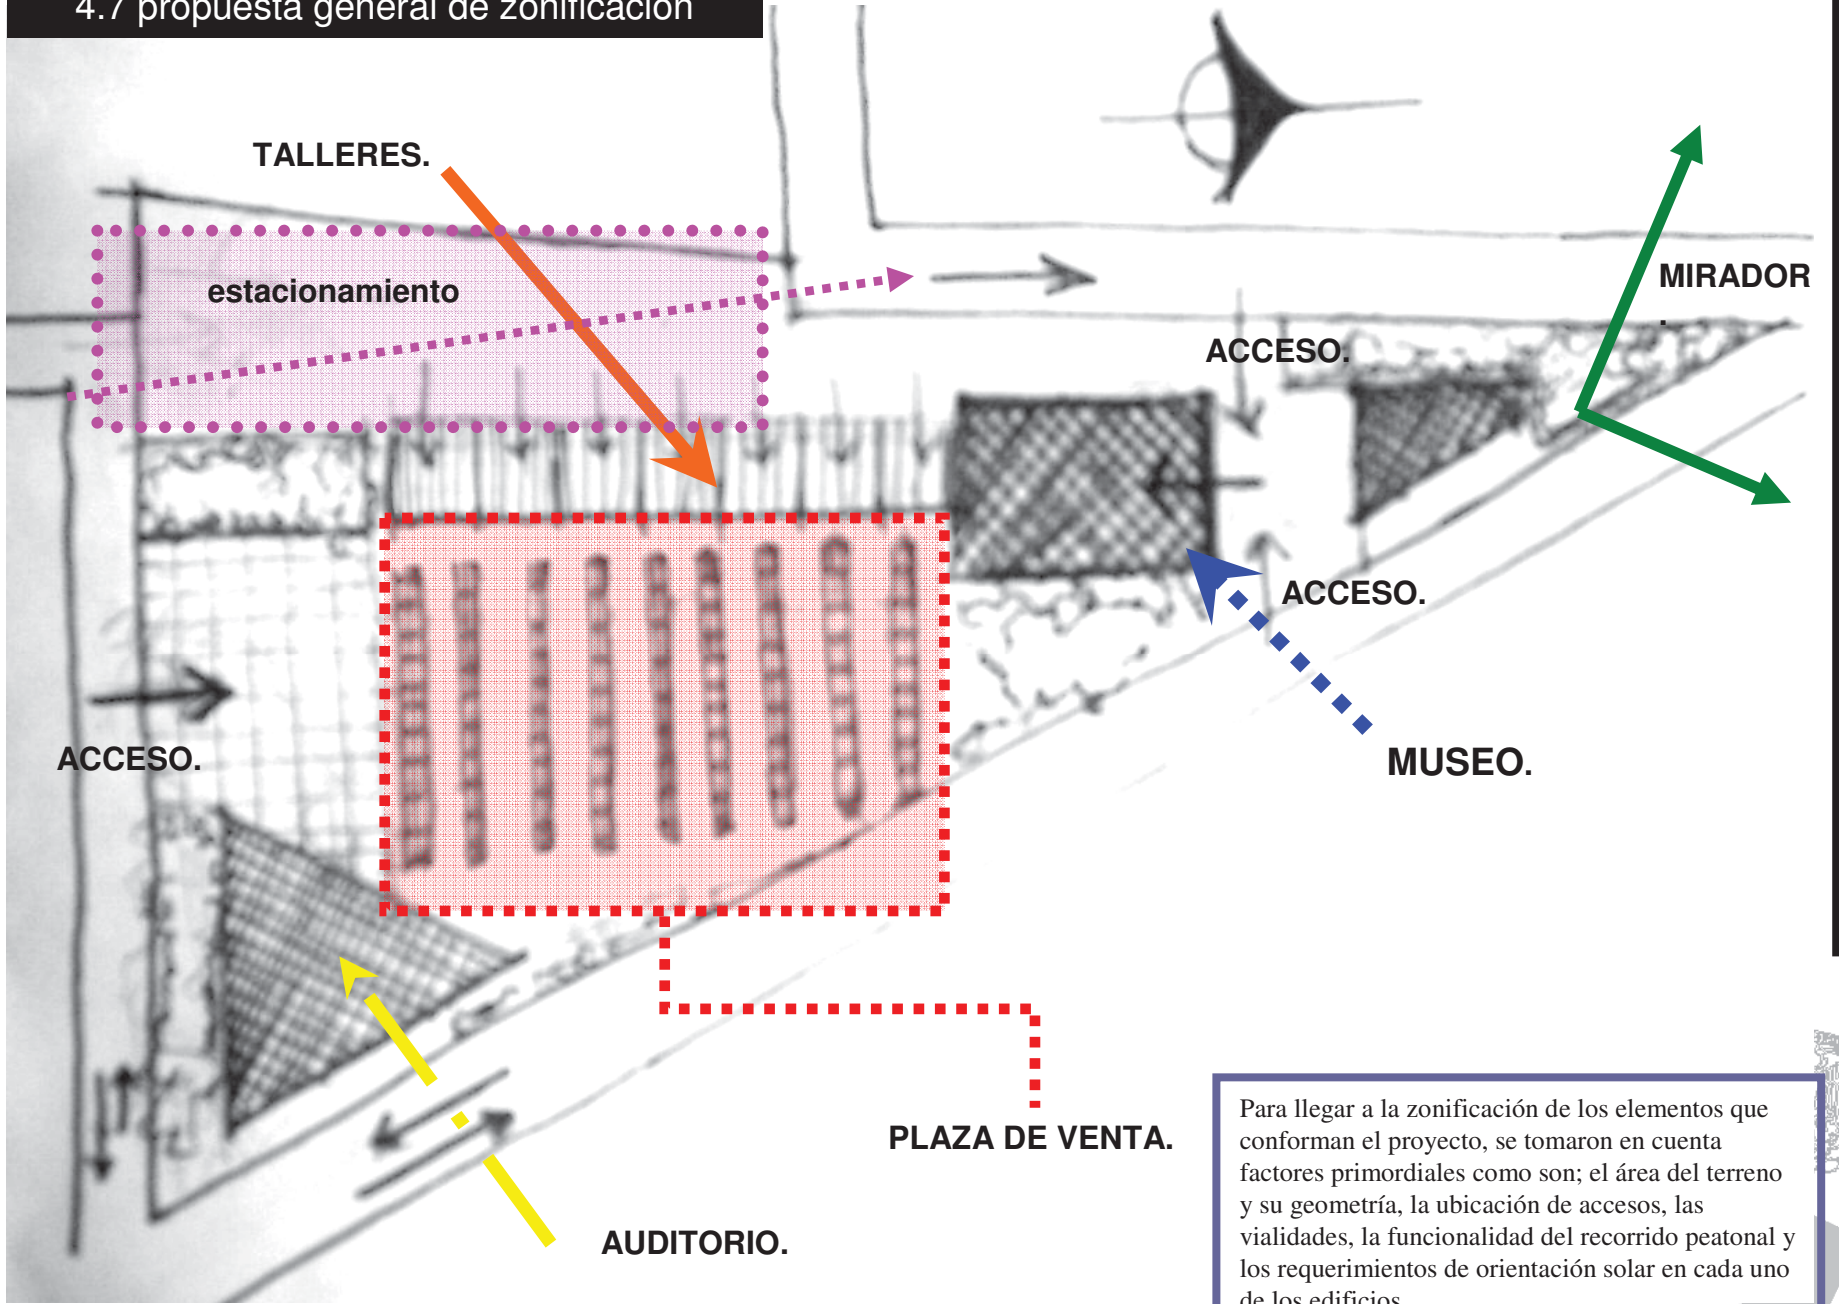 4.7 propuesta general de zonificación
TALLERES.
estacionamiento
MIRADOR
.
ACCESO.
ACCESO.
ACCESO.
MUSEO.
PLAZA DE VENTA.
AUDITORIO.
Para llegar a la zonificación de los elementos que
conforman el proyecto, se tomaron en cuenta
factores primordiales como son; el área del terreno
y su geometría, la ubicación de accesos, las
vialidades, la funcionalidad del recorrido peatonal y
los requerimientos de orientación solar en cada uno
de los edificios